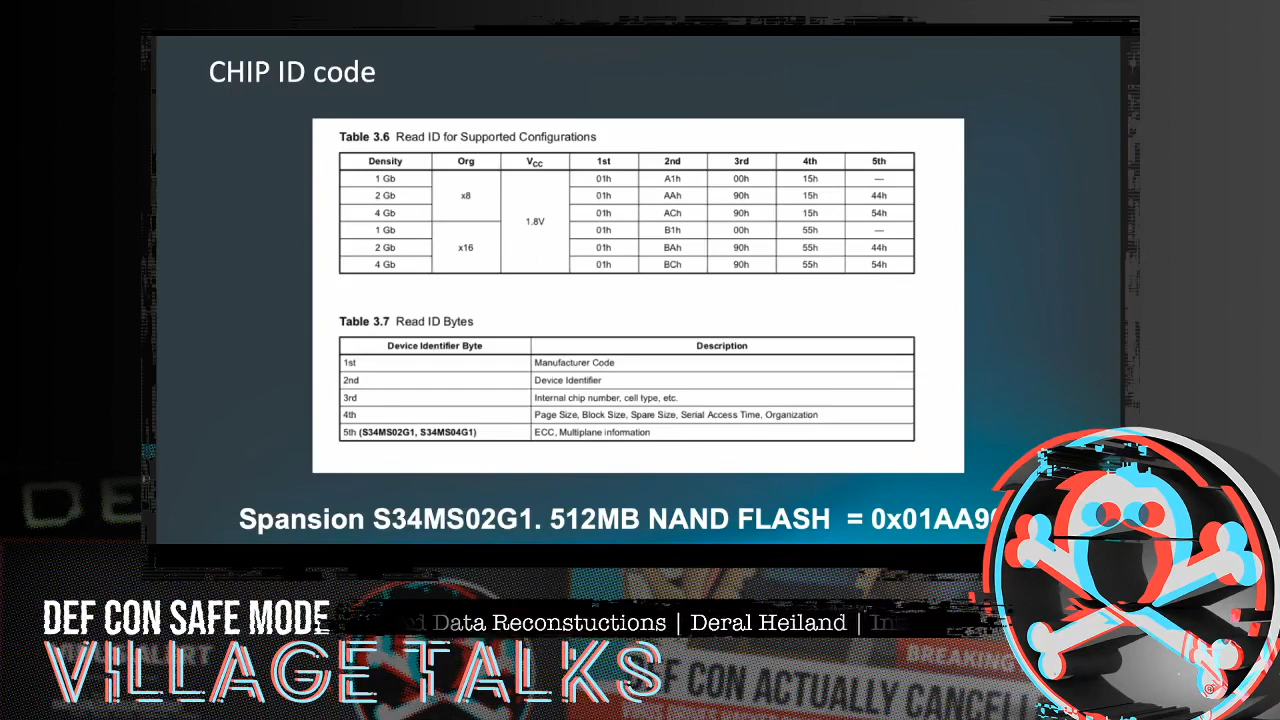 CHIP ID code
Table 3.6 Read ID for Supported Configurations
Density Org VCC 1st 2nd 3rd 4th 5th
1 Gb x8 1.8V 01h A1h 00h 15h —
2 Gb 01h AAh 90h 15h 44h
4 Gb 01h ACh 90h 15h 54h
1 Gb x16 01h B1h 00h 55h —
2 Gb 01h BAh 90h 55h 44h
4 Gb 01h BCh 90h 55h 54h
Table 3.7 Read ID Bytes
Device Identifier Byte Description
1st Manufacturer Code
2nd Device Identifier
3rd Internal chip number, cell type, etc.
4th Page Size, Block Size, Spare Size, Serial Access Time, Organization
5th (S34MS02G1, S34MS04G1) ECC, Multiplane information
Spansion S34MS02G1. 512MB NAND FLASH = 0x01AA90
DEF CON SAFE MODE
Data Reconstuctions | Deral Heiland |
VILLAGE TALKS
BREAKING
DEF CON ACTUALLY CANCELL